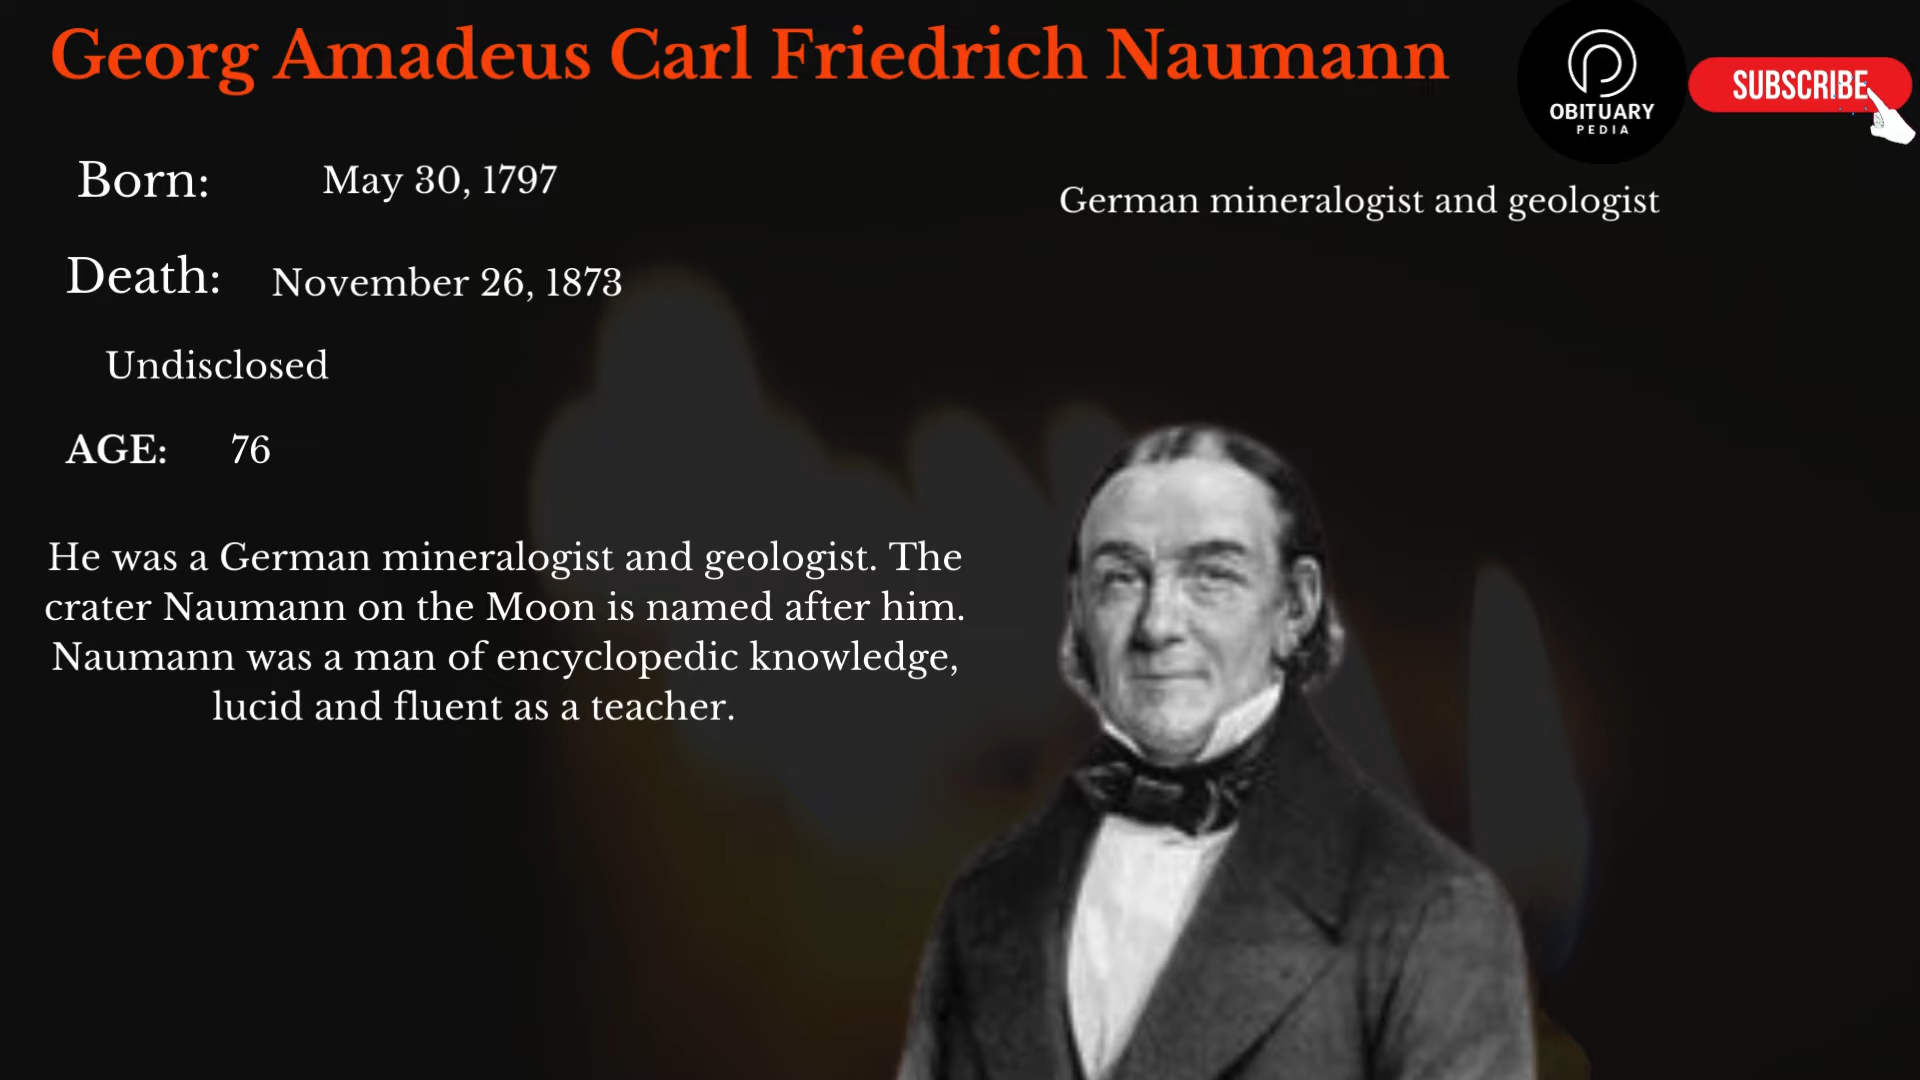 Georg Amadeus Carl Friedrich Naumann
OBITUARY
PEDIA
SUBSCRIBE
Born: May 30, 1797
German mineralogist and geologist
Death: November 26, 1873
Undisclosed
AGE: 76
He was a German mineralogist and geologist. The
crater Naumann on the Moon is named after him.
Naumann was a man of encyclopedic knowledge,
lucid and fluent as a teacher.